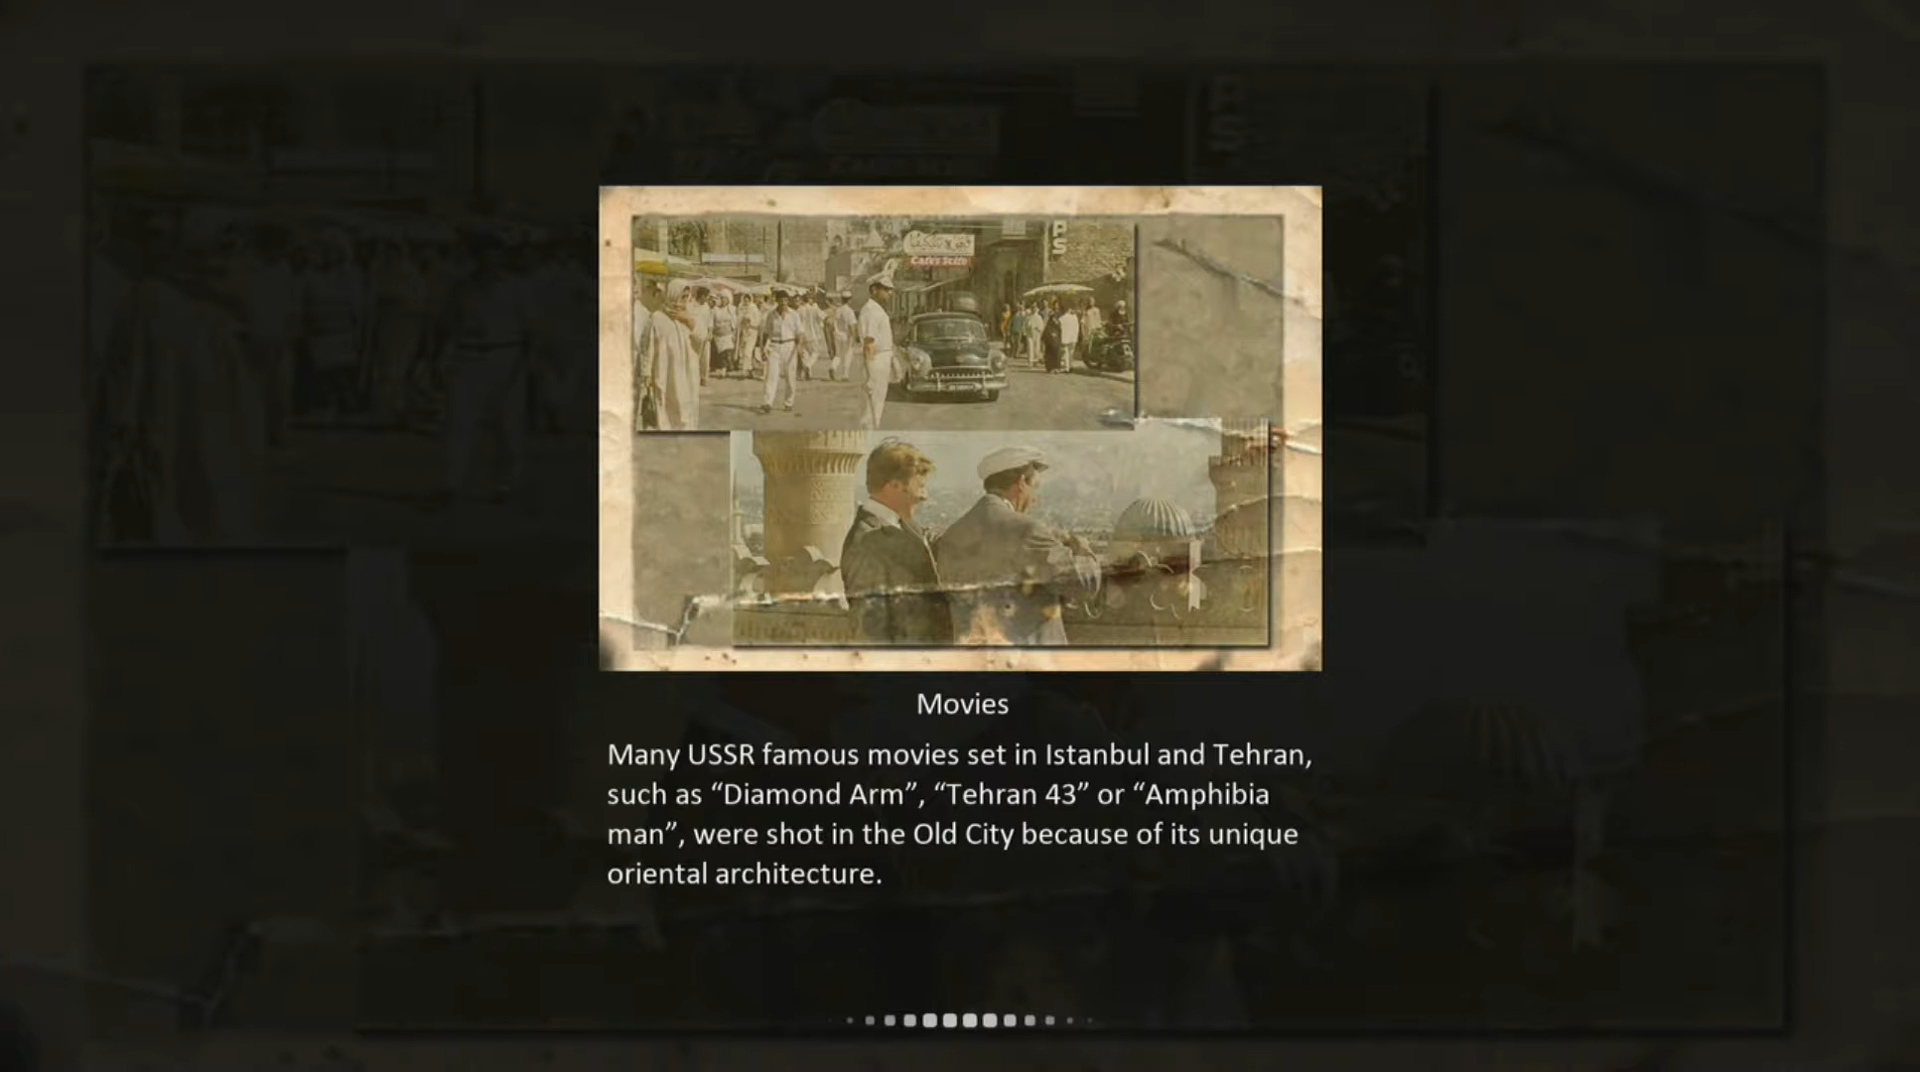 PS
Movies
Many USSR famous movies set in Istanbul and Tehran,
such as “Diamond Arm”, “Tehran 43” or “Amphibia
man”, were shot in the Old City because of its unique
oriental architecture.